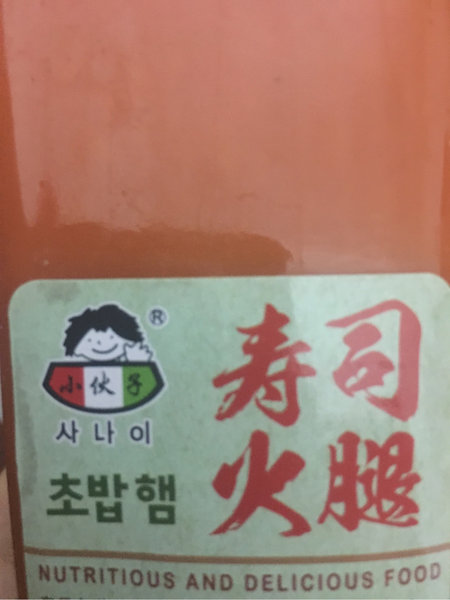 ®
小伙子
사나이
초밥햄
寿司
火腿
NUTRITIOUS AND DELICIOUS FOOD